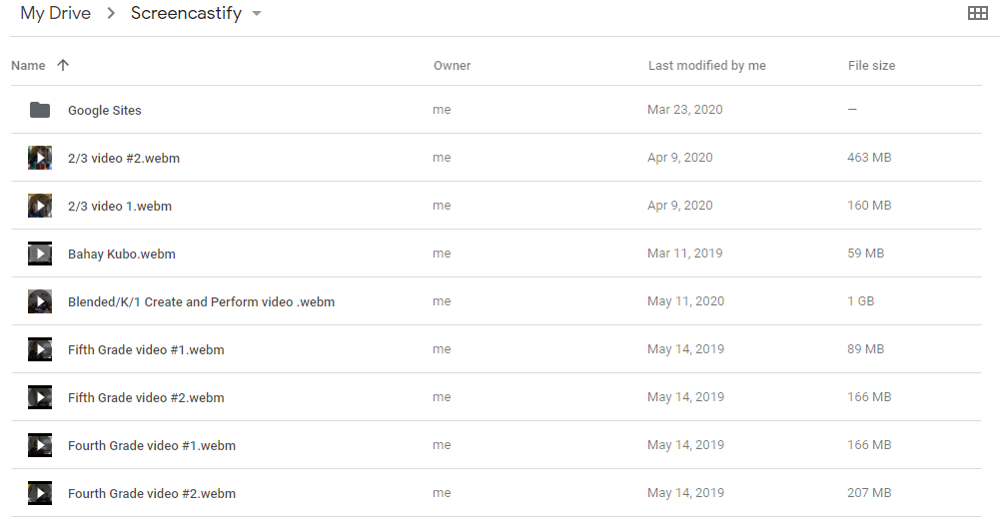 My Drive > Screencastify
Name Owner Last modified by me File size
Google Sites me Mar 23, 2020 —
2/3 video #2.webm me Apr 9, 2020 463 MB
2/3 video 1.webm me Apr 9, 2020 160 MB
Bahay Kubo.webm me Mar 11, 2019 59 MB
Blended/K/1 Create and Perform video .webm me May 11, 2020 1 GB
Fifth Grade video #1.webm me May 14, 2019 89 MB
Fifth Grade video #2.webm me May 14, 2019 166 MB
Fourth Grade video #1.webm me May 14, 2019 166 MB
Fourth Grade video #2.webm me May 14, 2019 207 MB